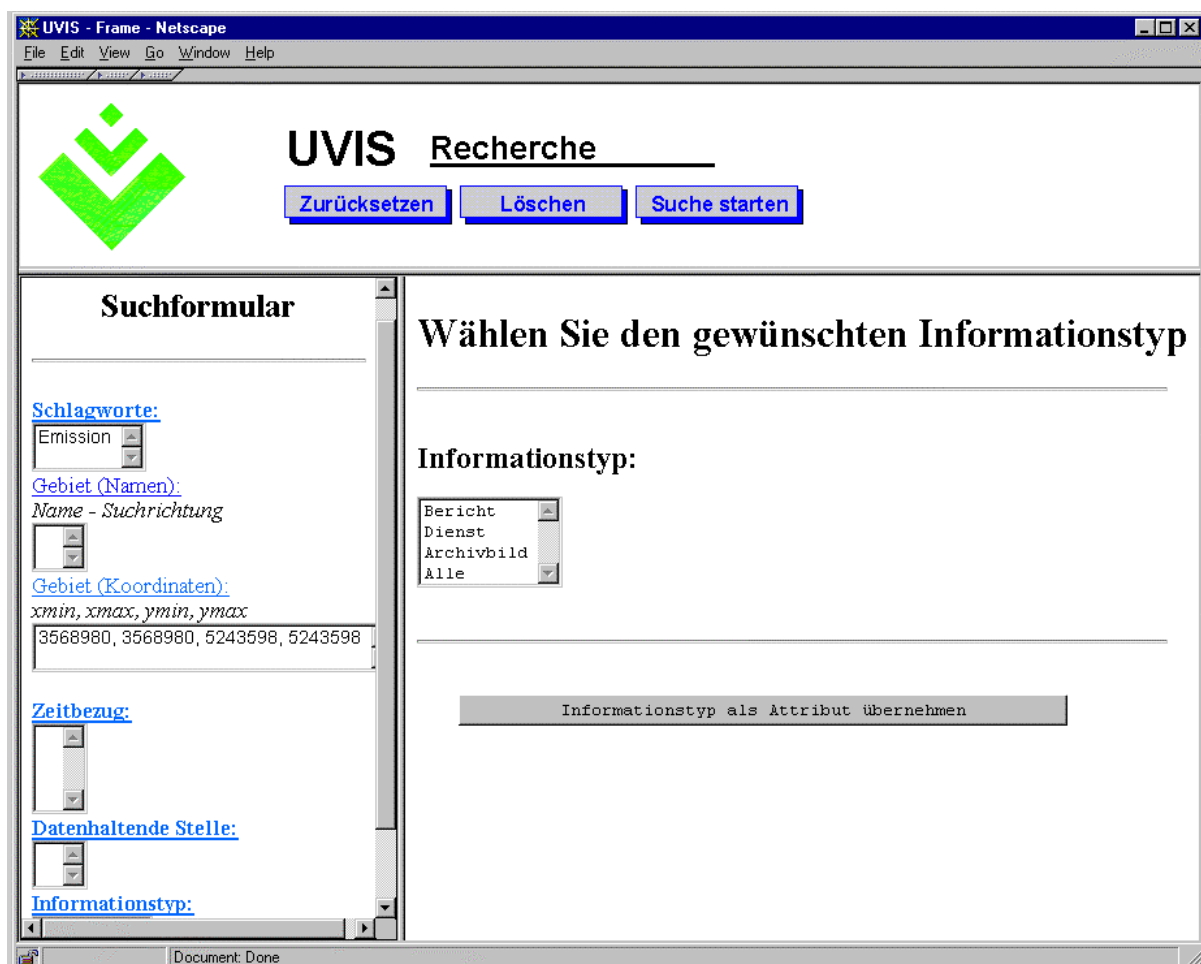 UVIS - Frame - Netscape
File Edit View Go Window Help
UVIS Recherche
Zurücksetzen Löschen Suche starten
Suchformular
Schlagworte:
Emission
Gebiet (Namen):
Name - Suchrichtung
Gebiet (Koordinaten):
xmin, xmax, ymin, ymax
3568980, 3568980, 5243598, 5243598
Zeitbezug:
Datenhaltende Stelle:
Informationstyp:
Wählen Sie den gewünschten Informationstyp
Informationstyp:
Bericht
Dienst
Archivbild
Alle
Informationstyp als Attribut übernehmen
Document: Done